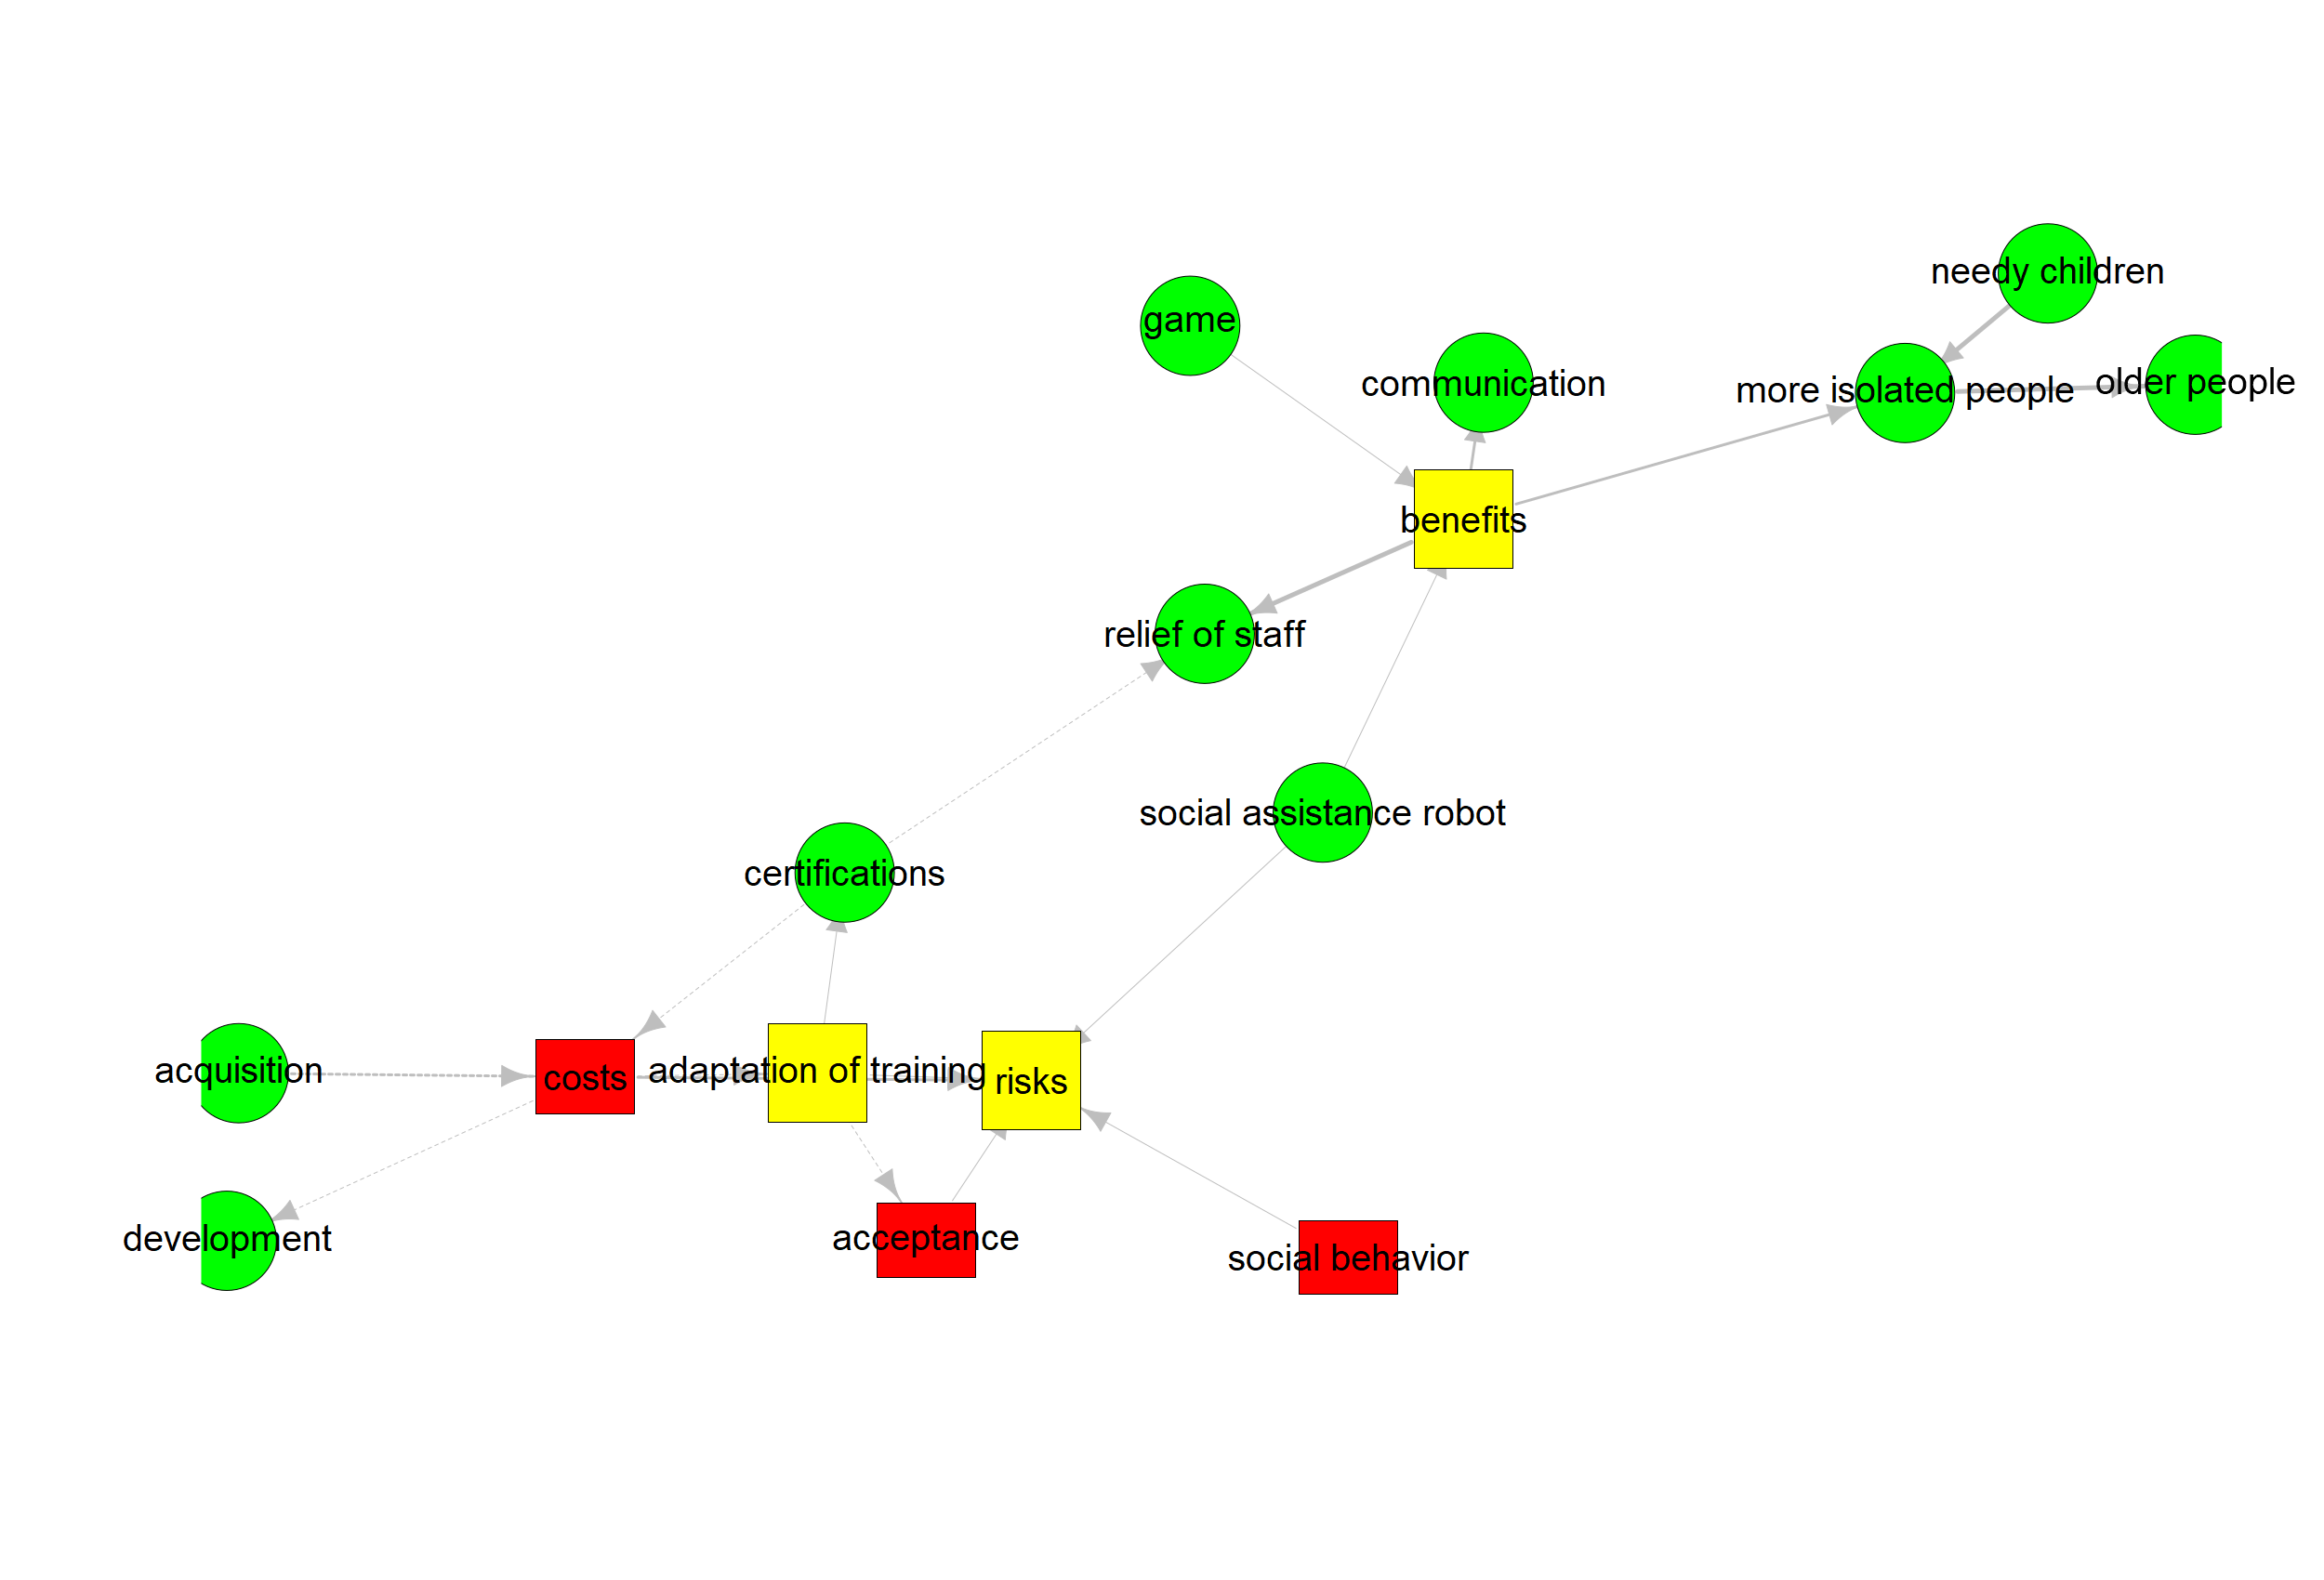 needy children
game
communication
more isolated people
older people
benefits
relief of staff
social assistance robot
certifications
acquisition
costs
adaptation of training
risks
development
acceptance
social behavior